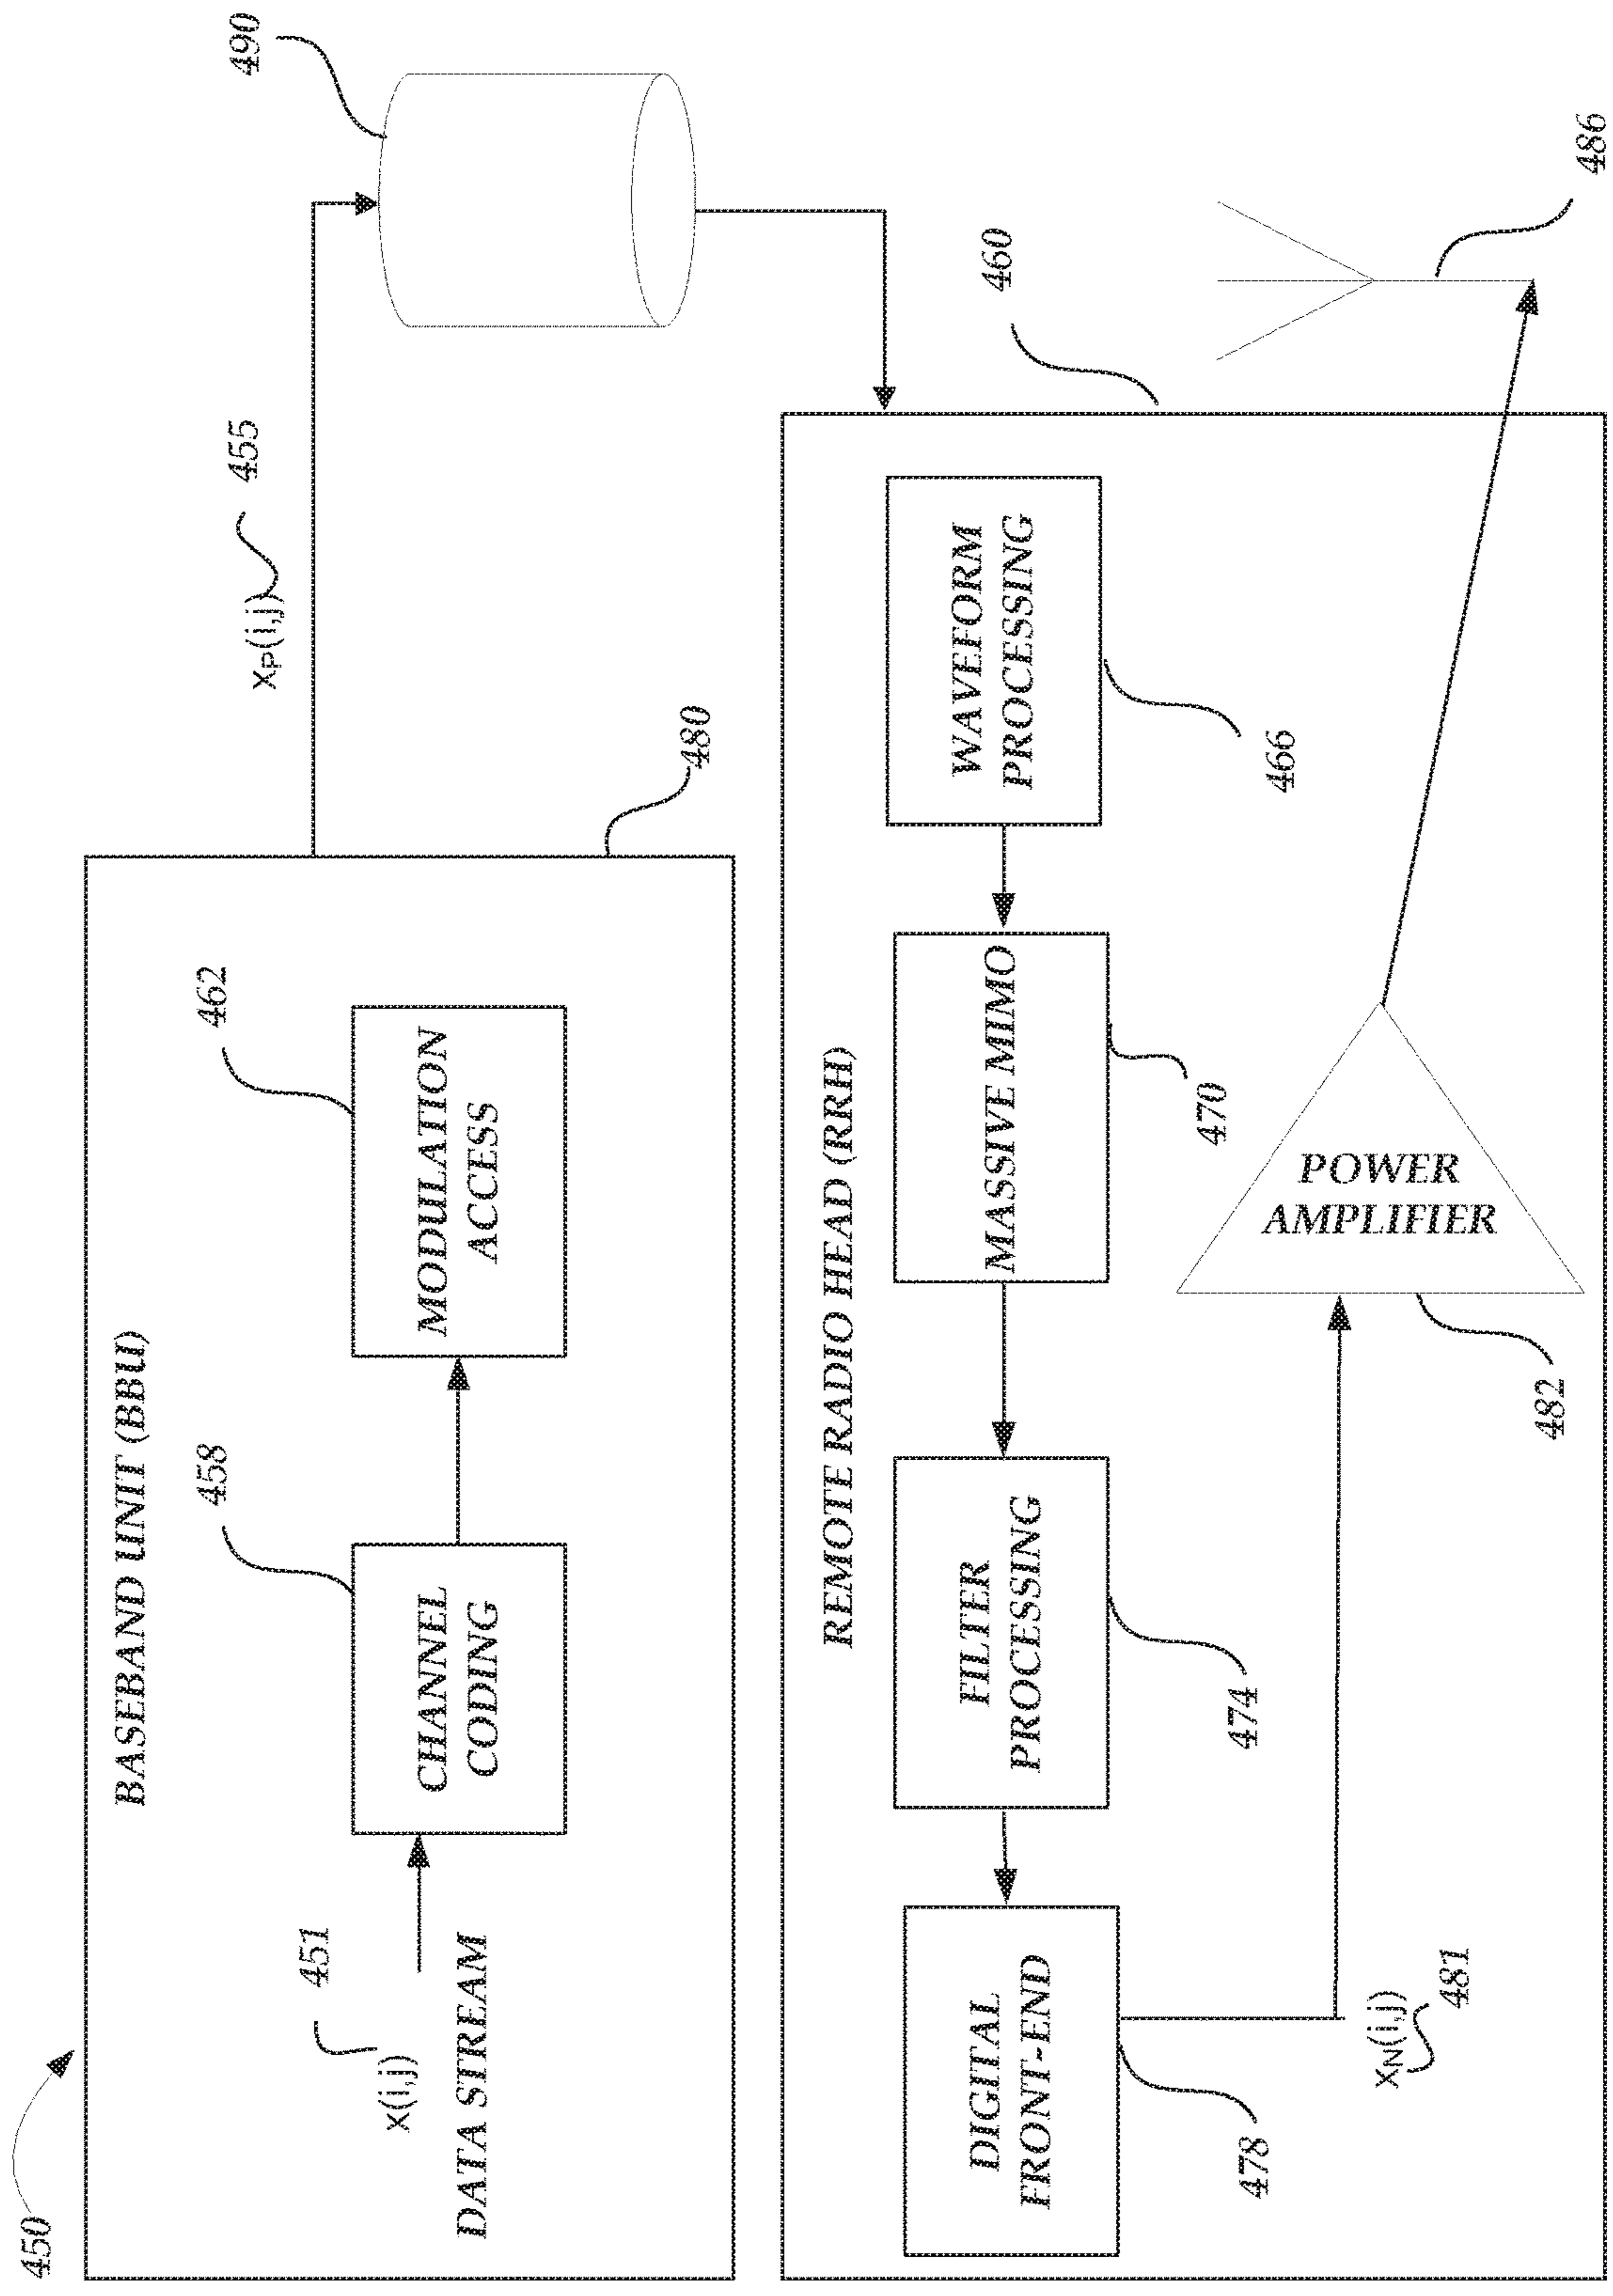 450
BASEBAND UNIT (BBU)
451
x(i,j)
DATA STREAM
458
CHANNEL
CODING
462
MODULATION
ACCESS
480
xₚ(i,j)
455
490
REMOTE RADIO HEAD (RRH)
460
WAVEFORM
PROCESSING
466
MASSIVE MIMO
470
FILTER
PROCESSING
474
DIGITAL
FRONT-END
478
x_N(i,j)
481
POWER
AMPLIFIER
482
486